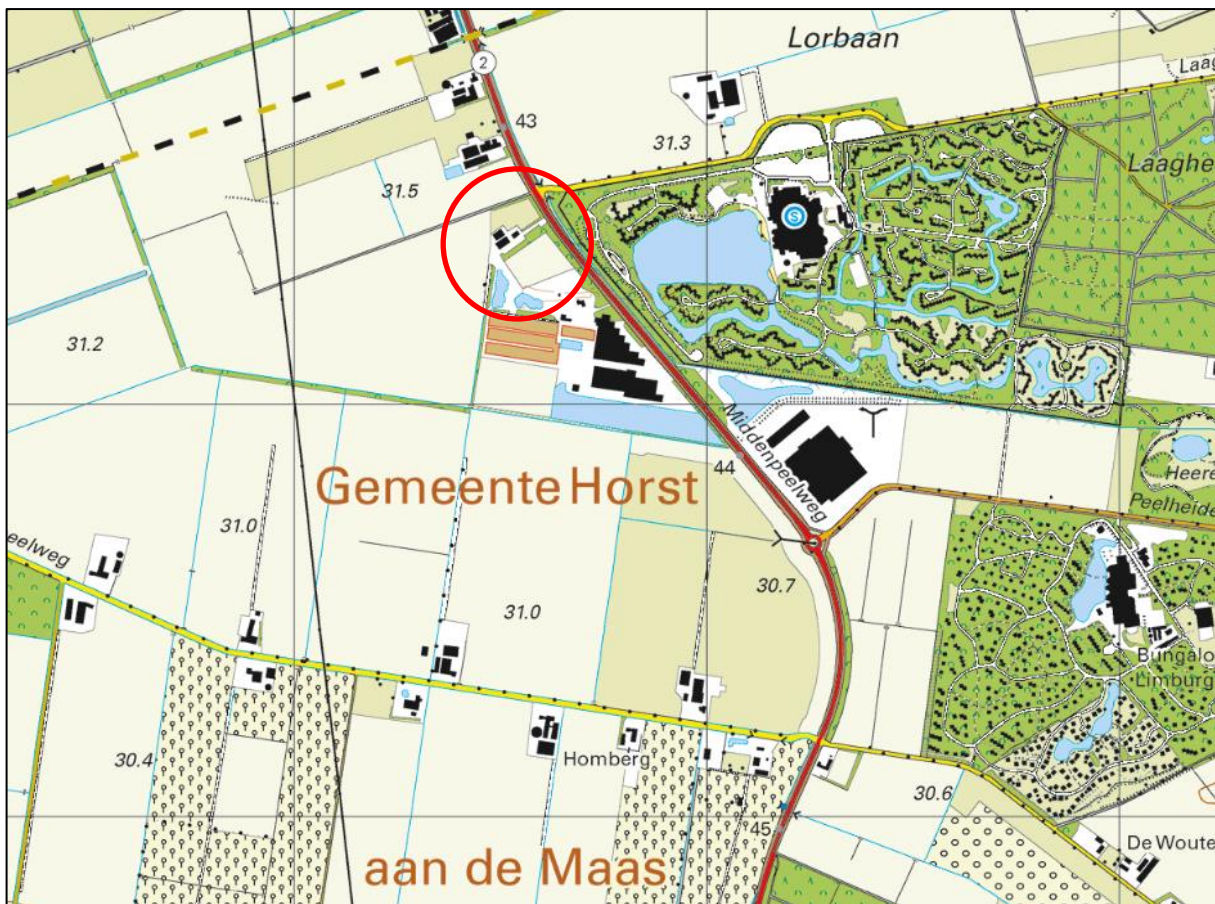 Lorbaan
2
Laag
43
31.3
Laaghe
31.5
S
31.2
Middenpeelweg
44
Gemeente Horst
Heere
Peelheide
31.0
eelweg
30.7
31.0
Bungalo
Limburg
30.4
Homberg
30.6
45
De Woute
aan de Maas